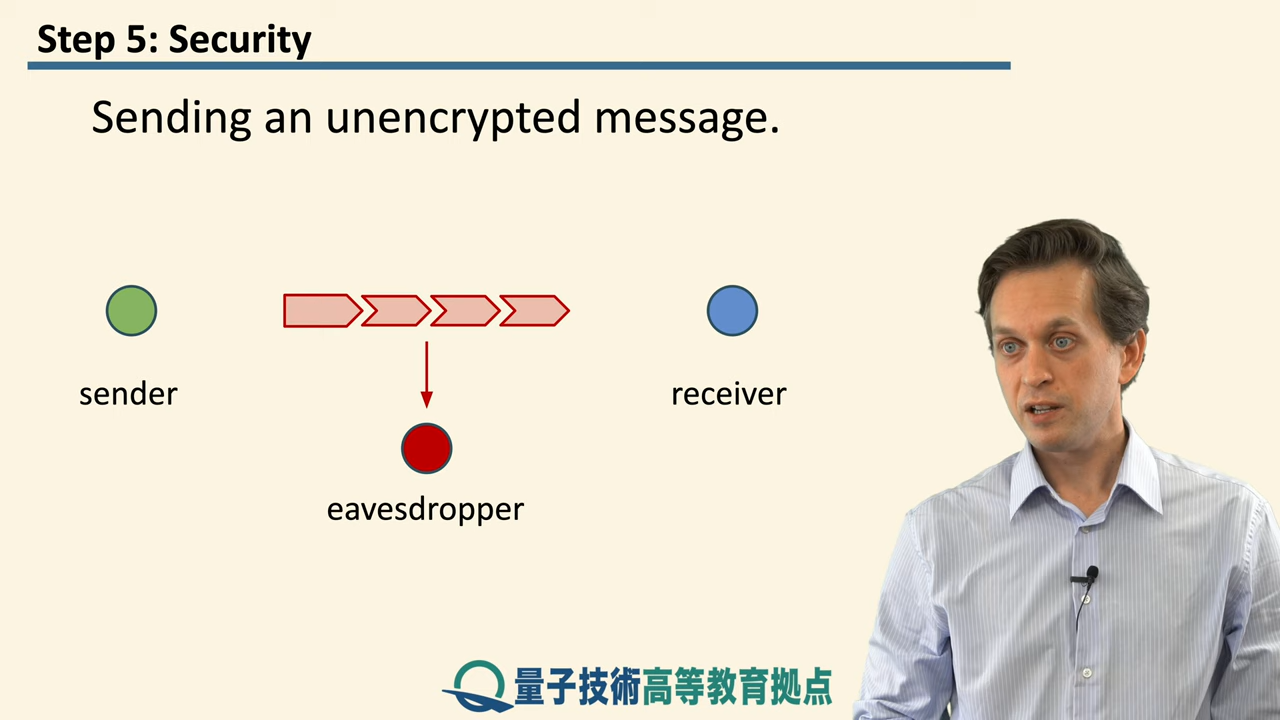 Step 5: Security
Sending an unencrypted message.
sender
receiver
eavesdropper
量子技術高等教育拠点